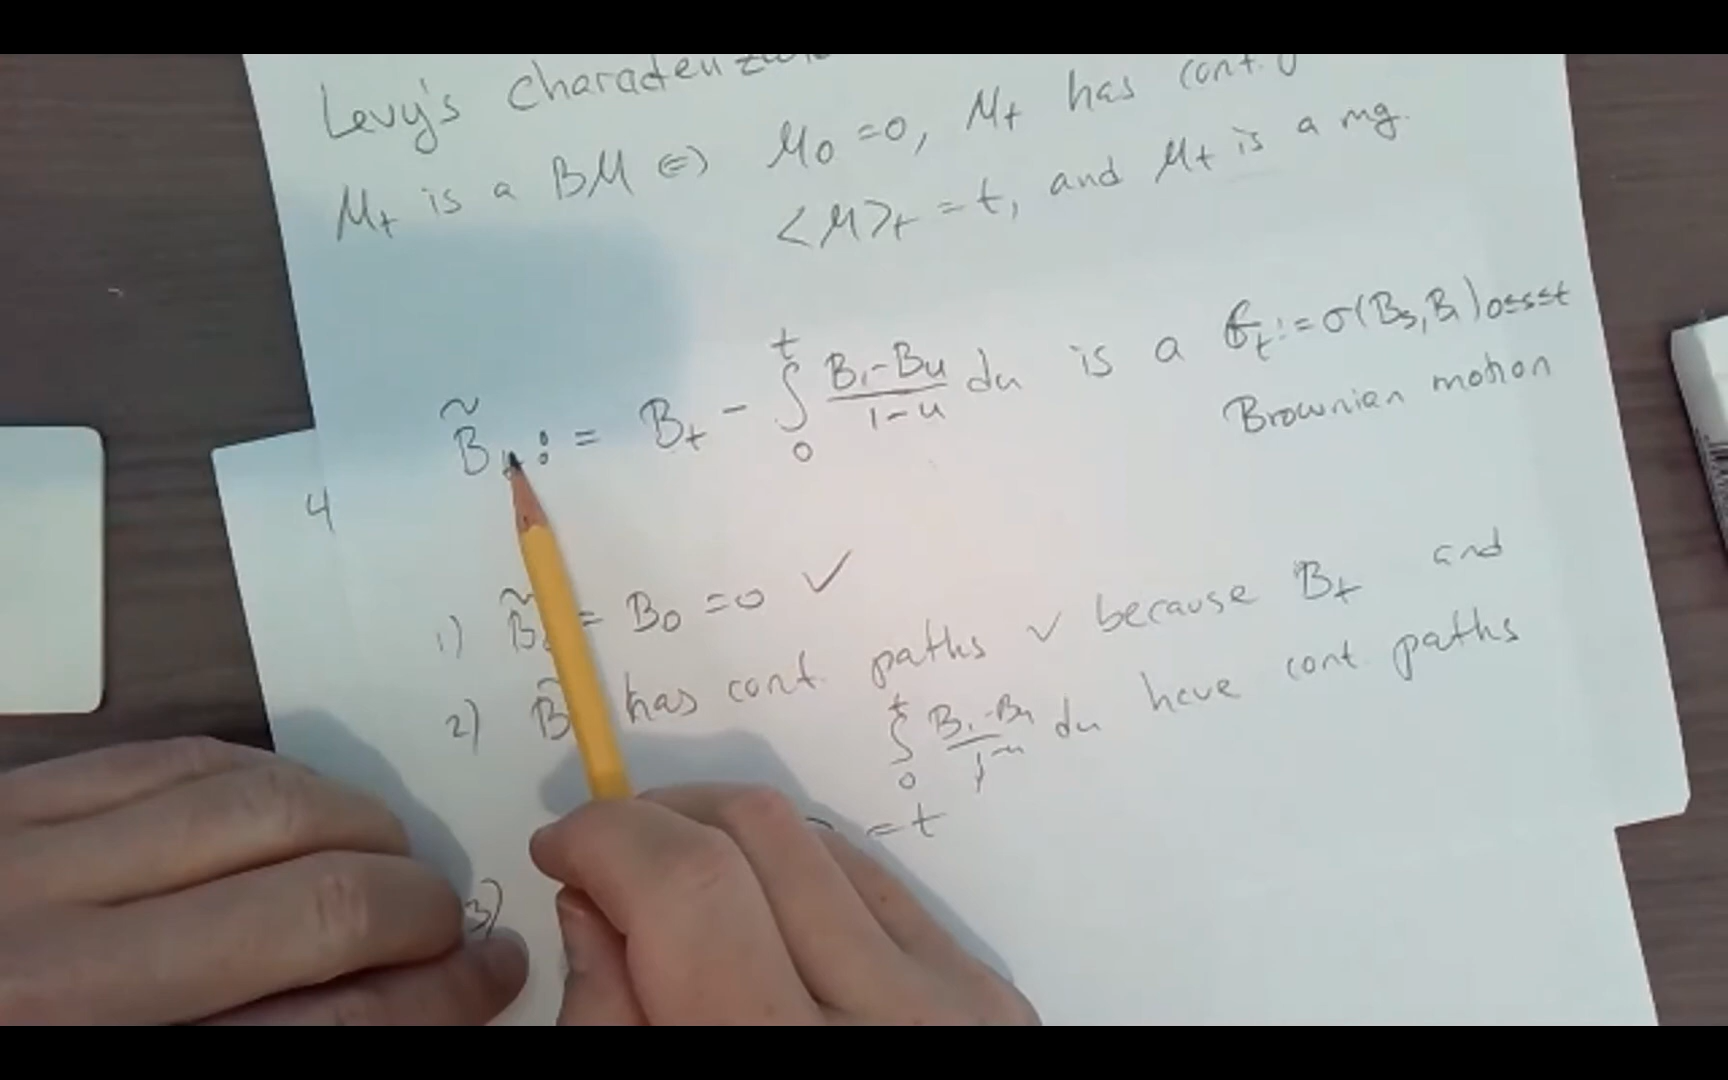 Levy's
M_t is a BM ⇔ M_0 = 0, M_t has cont.
<M>_t = t, and M_t is a mg.
B̃_t := B_t - ∫_0^t (B_1 - B_u)/(1-u) du is a G_t := σ(B_s, B_1)_{0≤s≤t}
Brownian motion
4
1) B̃ = B_0 = 0 ✓
2) B̃ has cont. paths ✓ because B_t and
∫_0^t (B_1 - B_u)/(1-u) du have cont paths
3) = t